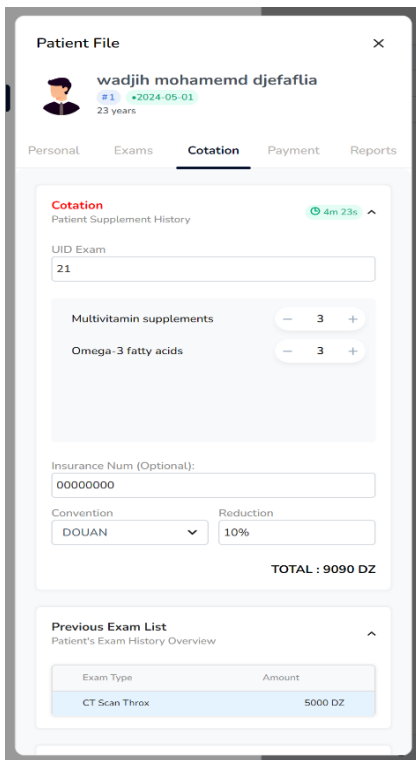 Patient File
wadjih mohamemd djefaflia
#1 •2024-05-01
23 years
Personal Exams Cotation Payment Reports
Cotation
Patient Supplement History
4m 23s
UID Exam
21
Multivitamin supplements − 3 +
Omega-3 fatty acids − 3 +
Insurance Num (Optional):
00000000
Convention Reduction
DOUAN 10%
TOTAL : 9090 DZ
Previous Exam List
Patient's Exam History Overview
Exam Type Amount
CT Scan Throx 5000 DZ